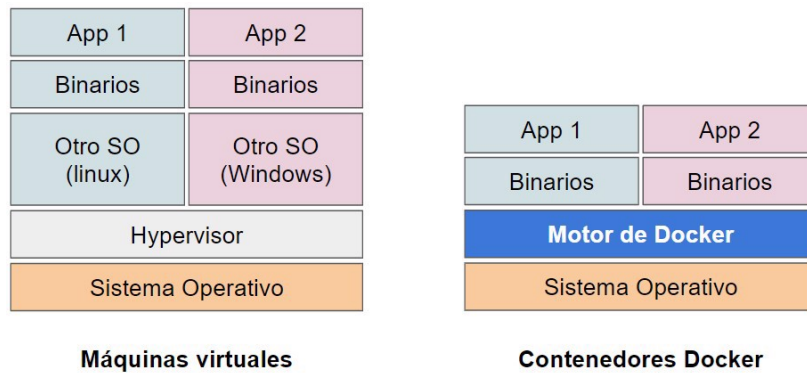 App 1
App 2
Binarios
Binarios
Otro SO
(linux)
Otro SO
(Windows)
Hypervisor
Sistema Operativo
Máquinas virtuales
App 1
App 2
Binarios
Binarios
Motor de Docker
Sistema Operativo
Contenedores Docker